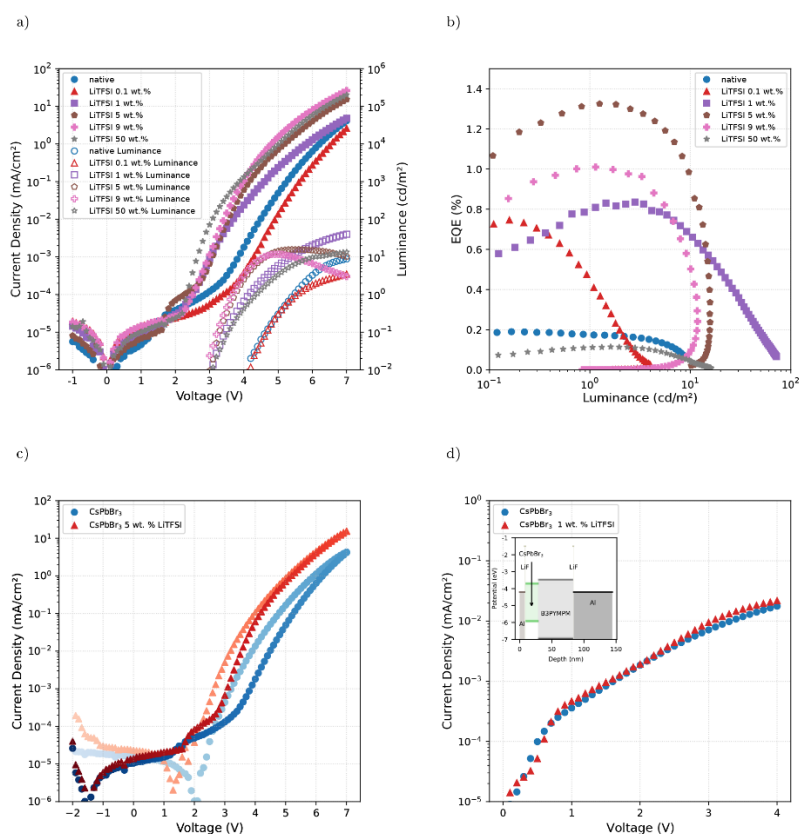 a)
b)
10² 10¹ 10⁰ 10⁻¹ 10⁻² 10⁻³ 10⁻⁴ 10⁻⁵ 10⁻⁶
Current Density (mA/cm²)
native
LiTFSI 0.1 wt.%
LiTFSI 1 wt.%
LiTFSI 5 wt.%
LiTFSI 9 wt.%
LiTFSI 50 wt.%
native Luminance
LiTFSI 0.1 wt.% Luminance
LiTFSI 1 wt.% Luminance
LiTFSI 5 wt.% Luminance
LiTFSI 9 wt.% Luminance
LiTFSI 50 wt.% Luminance
10⁶ 10⁵ 10⁴ 10³ 10² 10¹ 10⁰ 10⁻¹ 10⁻²
Luminance (cd/m²)
-1 0 1 2 3 4 5 6 7
Voltage (V)
1.4 1.2 1.0 0.8 0.6 0.4 0.2 0.0
EQE (%)
native
LiTFSI 0.1 wt.%
LiTFSI 1 wt.%
LiTFSI 5 wt.%
LiTFSI 9 wt.%
LiTFSI 50 wt.%
10⁻¹ 10⁰ 10¹ 10²
Luminance (cd/m²)
c)
d)
10² 10¹ 10⁰ 10⁻¹ 10⁻² 10⁻³ 10⁻⁴ 10⁻⁵ 10⁻⁶
Current Density (mA/cm²)
CsPbBr₃
CsPbBr₃ 5 wt. % LiTFSI
-2 -1 0 1 2 3 4 5 6 7
Voltage (V)
10⁰ 10⁻¹ 10⁻² 10⁻³ 10⁻⁴ 10⁻⁵
Current Density (mA/cm²)
CsPbBr₃
CsPbBr₃ 1 wt. % LiTFSI
-1 -2 -3 -4 -5 -6 -7
Potential (eV)
LiF
LiF
Al
B3PYMPM
Al
0 50 100 150
Depth (nm)
0 1 2 3 4
Voltage (V)